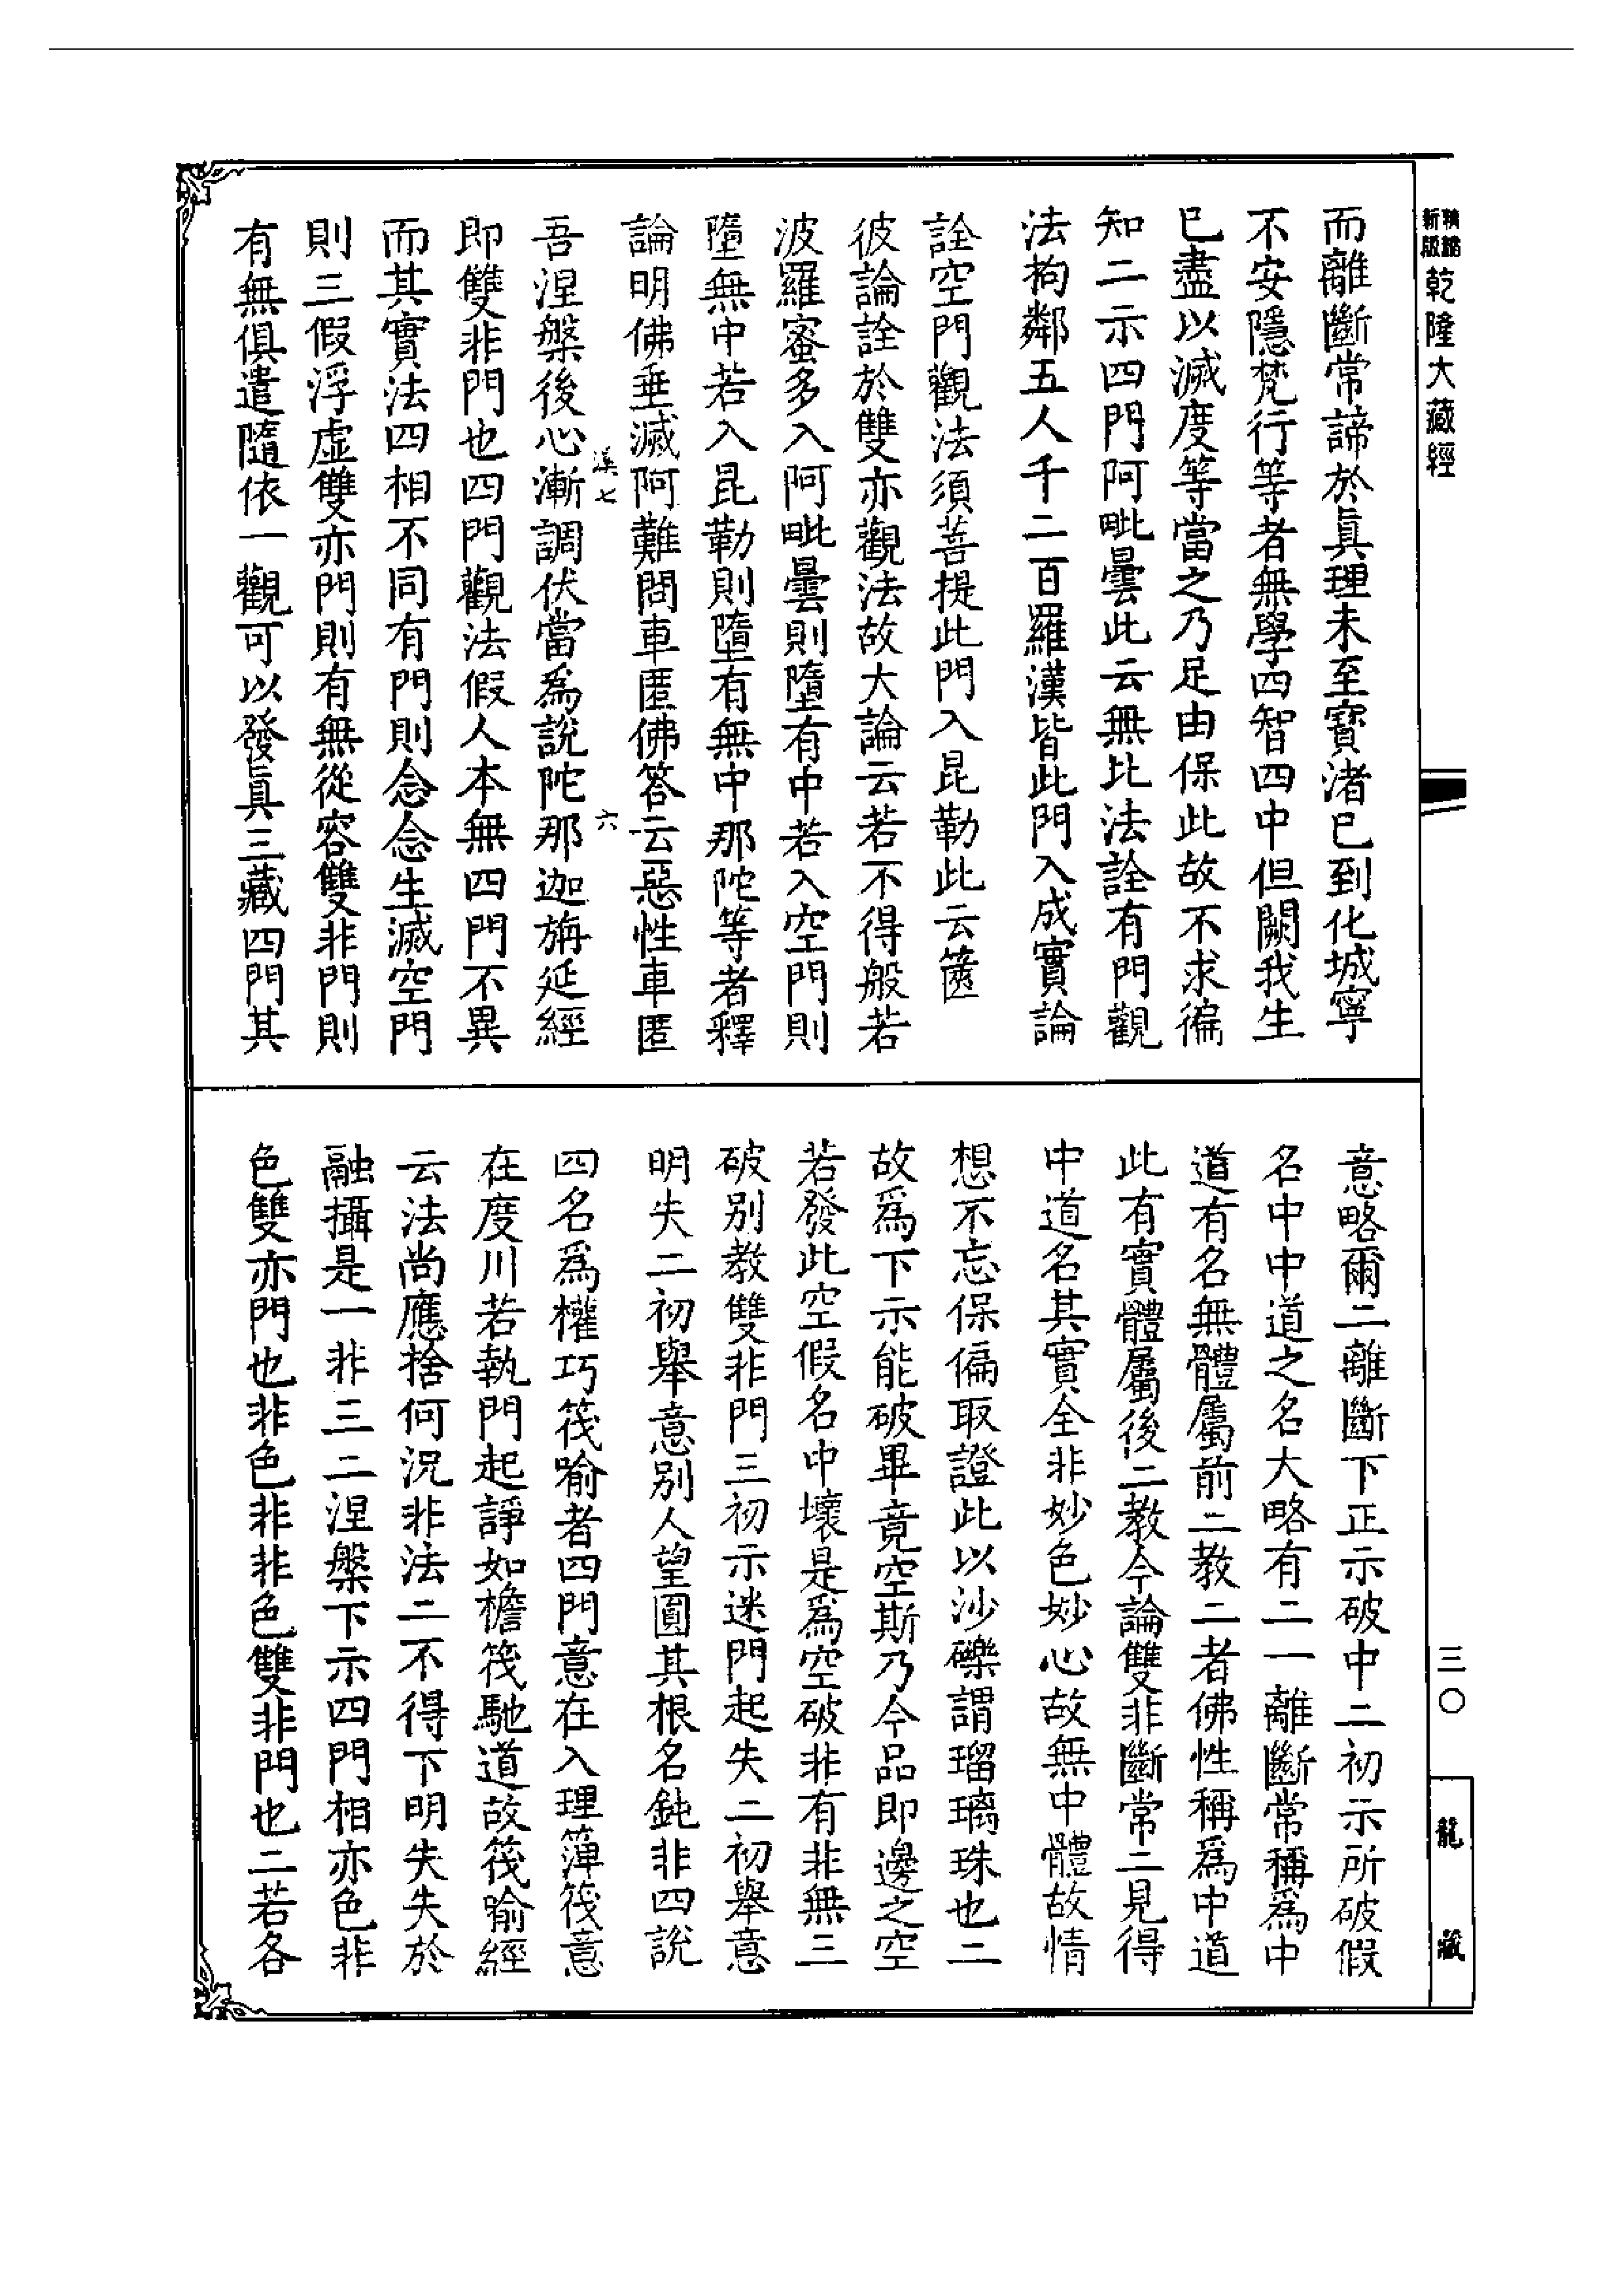 精縮新版乾隆大藏經
而離斷常諦於真理未至寶渚已到化城寧
不安隱梵行等者無學四智四中但闕我生
已盡以滅度等當之乃足由保此故不求徧
知二示四門阿毗曇此云無比法詮有門觀
法拘鄰五人千二百羅漢皆此門入成實論
詮空門觀法須菩提此門入昆勒此云篋
彼論詮於雙亦觀法故大論云若不得般若
波羅蜜多入阿毗曇則墮有中若入空門則
墮無中若入昆勒則墮有無中那陀等者釋
論明佛垂滅阿難問車匿佛答云惡性車匿
漢七 六
吾涅槃後心漸調伏當爲說陀那迦旃延經
即雙非門也四門觀法假人本無四門不異
而其實法四相不同有門則念念生滅空門
則三假浮虛雙亦門則有無從容雙非門則
有無俱遣隨依一觀可以發真三藏四門其
意略爾二離斷下正示破中二初示所破假
名中中道之名大略有二一離斷常稱爲中
道有名無體屬前二教二者佛性稱爲中道
此有實體屬後二教今論雙非斷常二見得
中道名其實全非妙色妙心故無中體故情
想不忘保偏取證此以沙礫謂瑠璃珠也二
故爲下示能破畢竟空斯乃今品即邊之空
若發此空假名中壞是爲空破非有非無三
破別教雙非門三初示迷門起失二初舉意
明失二初舉意別人望圓其根名鈍非四說
四名爲權巧筏喻者四門意在入理簰筏意
在度川若執門起諍如檐筏馳道故筏喻經
云法尚應捨何況非法二不得下明失失於
融攝是一非三二涅槃下示四門相亦色非
色雙亦門也非色非非色雙非門也二若各
三〇
龍藏